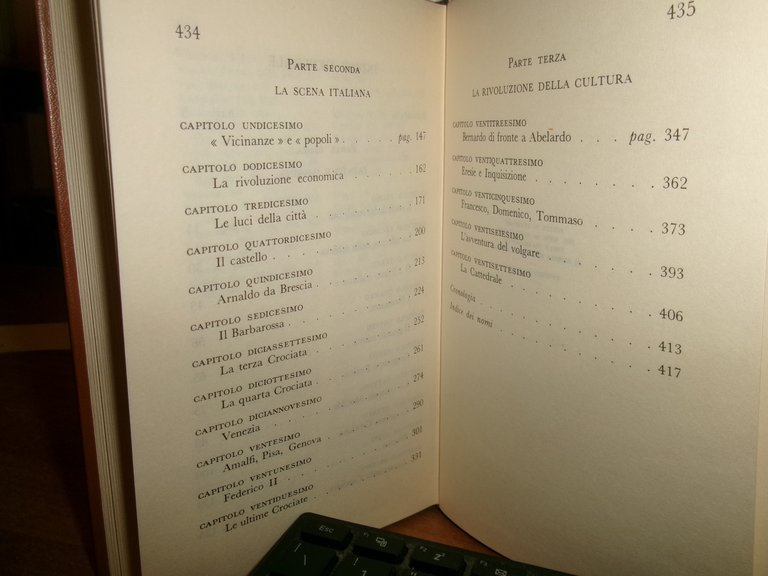 434
PARTE SECONDA
LA SCENA ITALIANA
CAPITOLO UNDICESIMO
« Vicinanze » e « popoli » . . . . . pag. 147
CAPITOLO DODICESIMO
La rivoluzione economica . . . . . . 162
CAPITOLO TREDICESIMO
Le luci della città . . . . . . . . 171
CAPITOLO QUATTORDICESIMO
Il castello . . . . . . . . . . 200
CAPITOLO QUINDICESIMO
Arnaldo da Brescia . . . . . . . . 213
CAPITOLO SEDICESIMO
Il Barbarossa . . . . . . . . . 224
CAPITOLO DICIASSETTESIMO
La terza Crociata . . . . . . . . 252
CAPITOLO DICIOTTESIMO
La quarta Crociata . . . . . . . . 261
CAPITOLO DICIANNOVESIMO
Venezia . . . . . . . . . . 274
CAPITOLO VENTESIMO
Amalfi, Pisa, Genova . . . . . . . 290
CAPITOLO VENTUNESIMO
Federico II . . . . . . . . . 301
CAPITOLO VENTIDUESIMO
Le ultime Crociate . . . . . . . . 331
435
PARTE TERZA
LA RIVOLUZIONE DELLA CULTURA
CAPITOLO VENTITREESIMO
Bernardo di fronte a Abelardo . . . pag. 347
CAPITOLO VENTIQUATTRESIMO
Eresie e Inquisizione . . . . . . . 362
CAPITOLO VENTICINQUESIMO
Francesco, Domenico, Tommaso . . . . . 373
CAPITOLO VENTISEIESIMO
L'avventura del volgare . . . . . . 393
CAPITOLO VENTISETTESIMO
La Cattedrale . . . . . . . . . 406
Cronologia . . . . . . . . . . 413
Indice dei nomi . . . . . . . . . 417
Esc
F1
F2